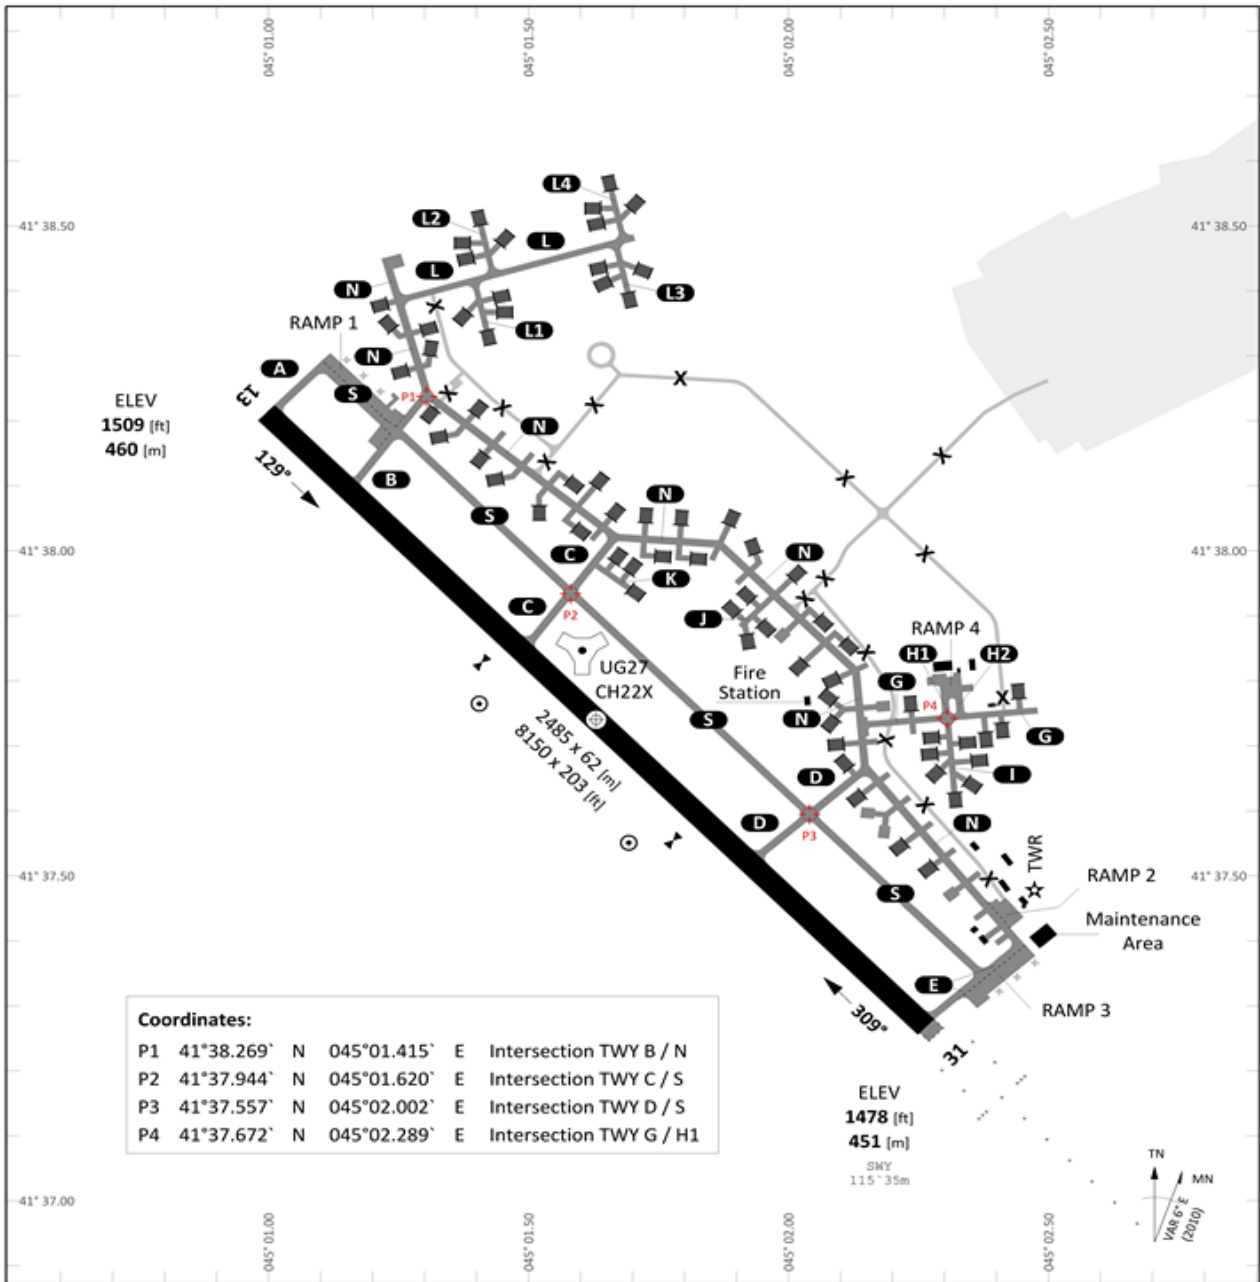 045° 01.00
045° 01.50
045° 02.00
045° 02.50
41° 38.50
41° 38.50
L4
L2
L
L
N
L3
L1
RAMP 1
N
A
S
P1
13
ELEV
1509 [ft]
460 [m]
N
129°
B
N
S
41° 38.00
41° 38.00
C
N
K
C
P2
J
RAMP 4
H1
H2
UG27
CH22X
Fire
Station
G
P4
N
S
G
2485 x 62 [m]
8150 x 203 [ft]
D
I
D
P3
N
TWR
41° 37.50
41° 37.50
RAMP 2
S
Maintenance
Area
E
RAMP 3
309°
31
Coordinates:
P1 41°38.269` N 045°01.415` E Intersection TWY B / N
P2 41°37.944` N 045°01.620` E Intersection TWY C / S
P3 41°37.557` N 045°02.002` E Intersection TWY D / S
P4 41°37.672` N 045°02.289` E Intersection TWY G / H1
ELEV
1478 [ft]
451 [m]
SWY
115`35m
TN
MN
VAR 6° E
(2010)
41° 37.00
41° 37.00
045° 01.00
045° 01.50
045° 02.00
045° 02.50